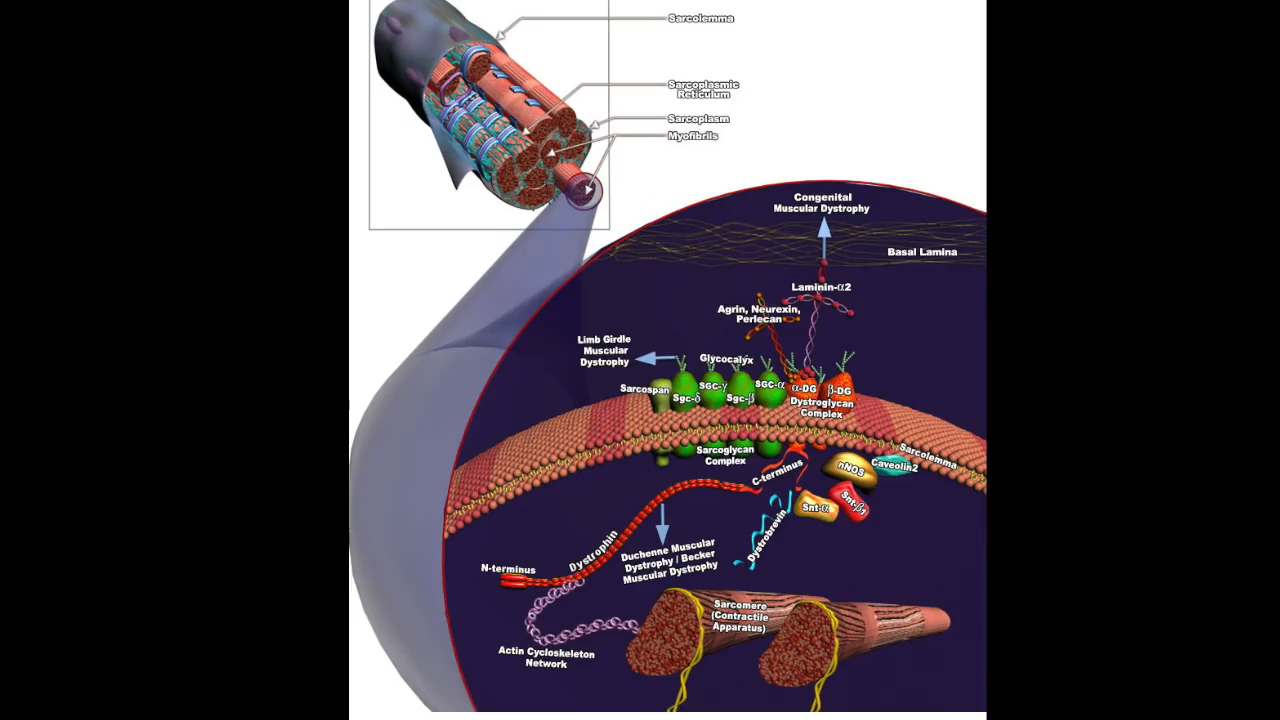 Sarcolemma
Sarcoplasmic
Reticulum
Sarcoplasm
Myofibrils
Congenital
Muscular Dystrophy
Basal Lamina
Laminin-α2
Agrin, Neurexin,
Perlecan
Limb Girdle
Muscular
Dystrophy
Glycocalyx
Sarcospan
Sgc-δ
SGC-γ
Sgc-β
SGC-α
α-DG
β-DG
Dystroglycan
Complex
Sarcoglycan
Complex
Sarcolemma
C-terminus
nNOS
Caveolin2
Snt-α
Snt-β1
Dystrobrevin
Dystrophin
N-terminus
Duchenne Muscular
Dystrophy / Becker
Muscular Dystrophy
Sarcomere
(Contractile
Apparatus)
Actin Cycloskeleton
Network